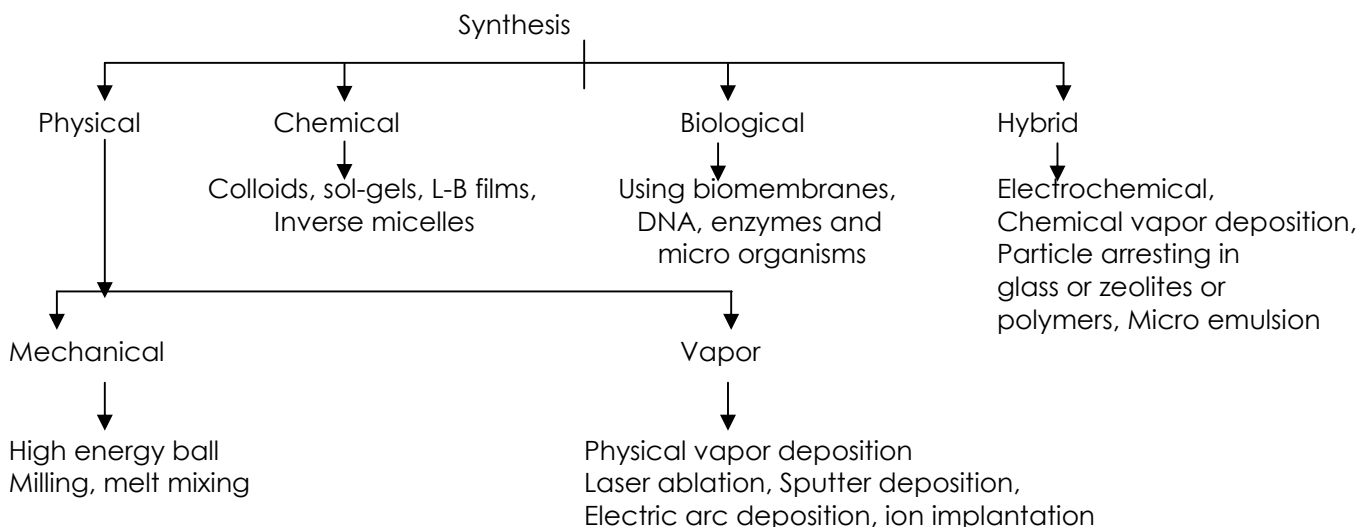 Synthesis
Physical
Chemical
Biological
Hybrid
Colloids, sol-gels, L-B films,
Inverse micelles
Using biomembranes,
DNA, enzymes and
micro organisms
Electrochemical,
Chemical vapor deposition,
Particle arresting in
glass or zeolites or
polymers, Micro emulsion
Mechanical
Vapor
High energy ball
Milling, melt mixing
Physical vapor deposition
Laser ablation, Sputter deposition,
Electric arc deposition, ion implantation